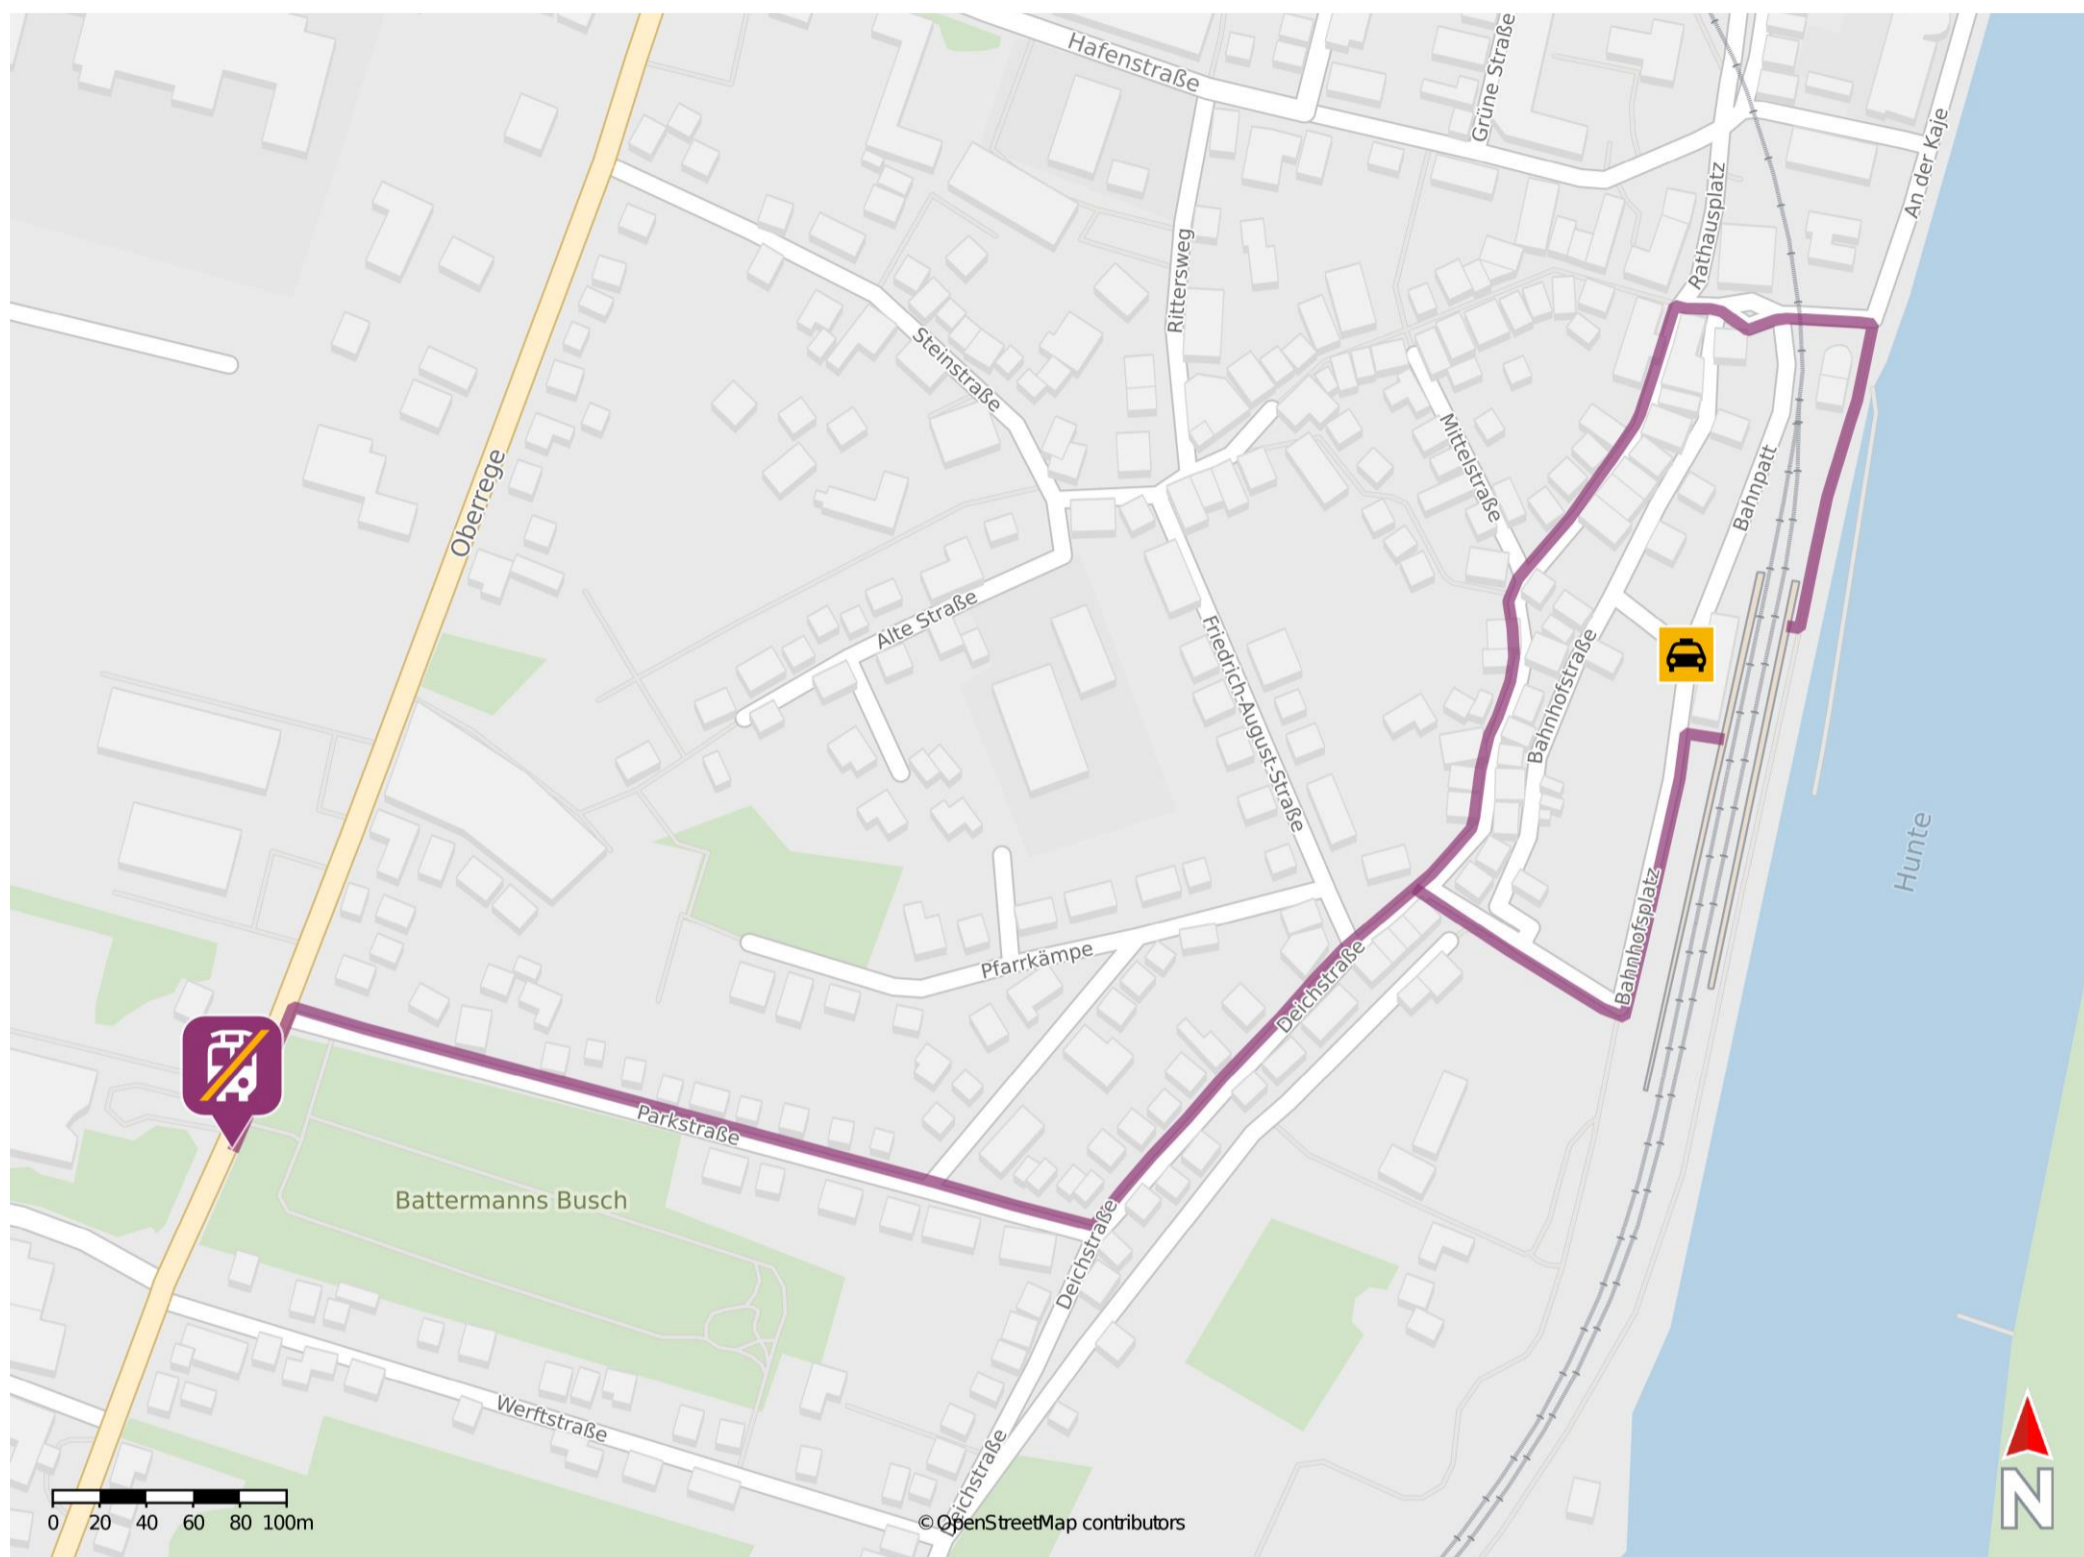 Hafenstraße
Grüne Straße
An der Kaje
Rathausplatz
Rittersweg
Steinstraße
Mittelstraße
Bahnpatt
Oberrege
Alte Straße
Friedrich-August-Straße
Bahnhofstraße
Hunte
Bahnhofsplatz
Pfarrkämpe
Deichstraße
Parkstraße
Battermanns Busch
Deichstraße
Werftstraße
Deichstraße
0 20 40 60 80 100m
© OpenStreetMap contributors
N